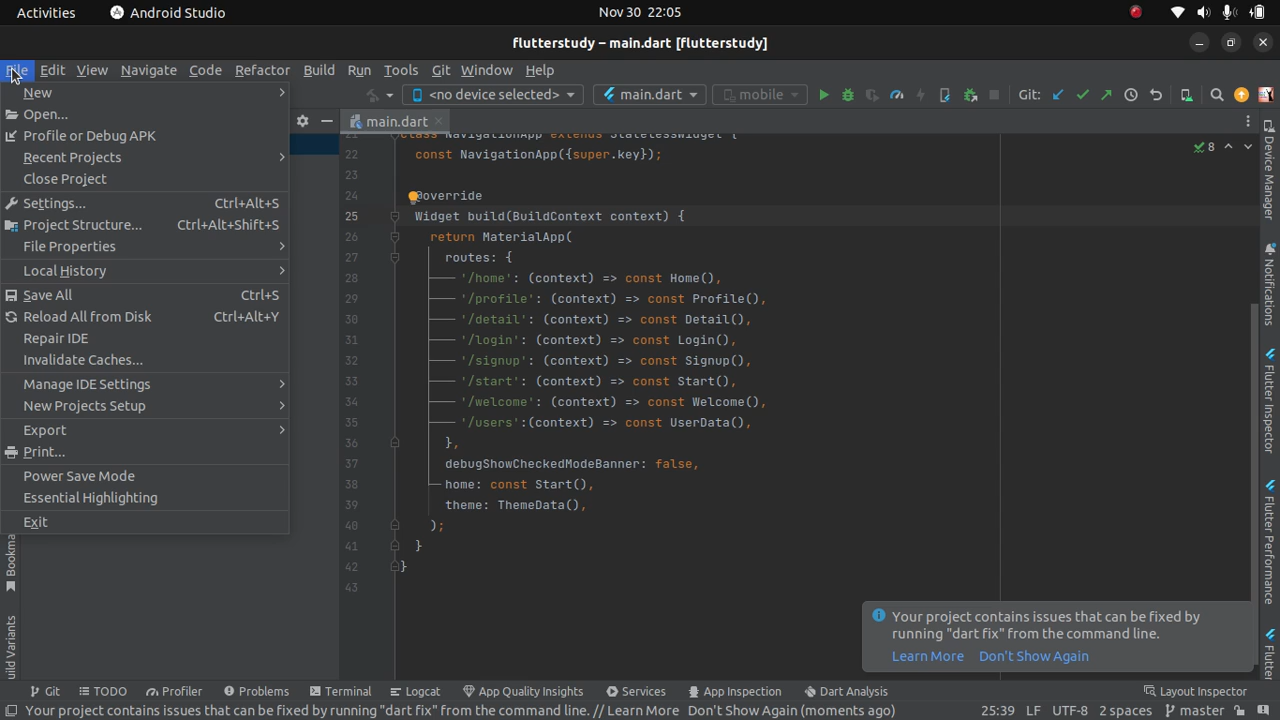 Activities
Android Studio
Nov 30 22:05
flutterstudy – main.dart [flutterstudy]
File Edit View Navigate Code Refactor Build Run Tools Git Window Help
<no device selected> main.dart mobile Git:
New
Open...
Profile or Debug APK
Recent Projects
Close Project
Settings... Ctrl+Alt+S
Project Structure... Ctrl+Alt+Shift+S
File Properties
Local History
Save All Ctrl+S
Reload All from Disk Ctrl+Alt+Y
Repair IDE
Invalidate Caches...
Manage IDE Settings
New Projects Setup
Export
Print...
Power Save Mode
Essential Highlighting
Exit
main.dart
8
21 class NavigationApp extends StatelessWidget {
22 const NavigationApp({super.key});
23
24 @override
25 Widget build(BuildContext context) {
26 return MaterialApp(
27 routes: {
28 '/home': (context) => const Home(),
29 '/profile': (context) => const Profile(),
30 '/detail': (context) => const Detail(),
31 '/login': (context) => const Login(),
32 '/signup': (context) => const Signup(),
33 '/start': (context) => const Start(),
34 '/welcome': (context) => const Welcome(),
35 '/users':(context) => const UserData(),
36 },
37 debugShowCheckedModeBanner: false,
38 home: const Start(),
39 theme: ThemeData(),
40 );
41 }
42 }
43
Device Manager
Notifications
Flutter Inspector
Flutter Performance
Flutter
Your project contains issues that can be fixed by
running "dart fix" from the command line.
Learn More Don't Show Again
Git TODO Profiler Problems Terminal Logcat App Quality Insights Services App Inspection Dart Analysis Layout Inspector
Your project contains issues that can be fixed by running "dart fix" from the command line. // Learn More Don't Show Again (moments ago) 25:39 LF UTF-8 2 spaces master